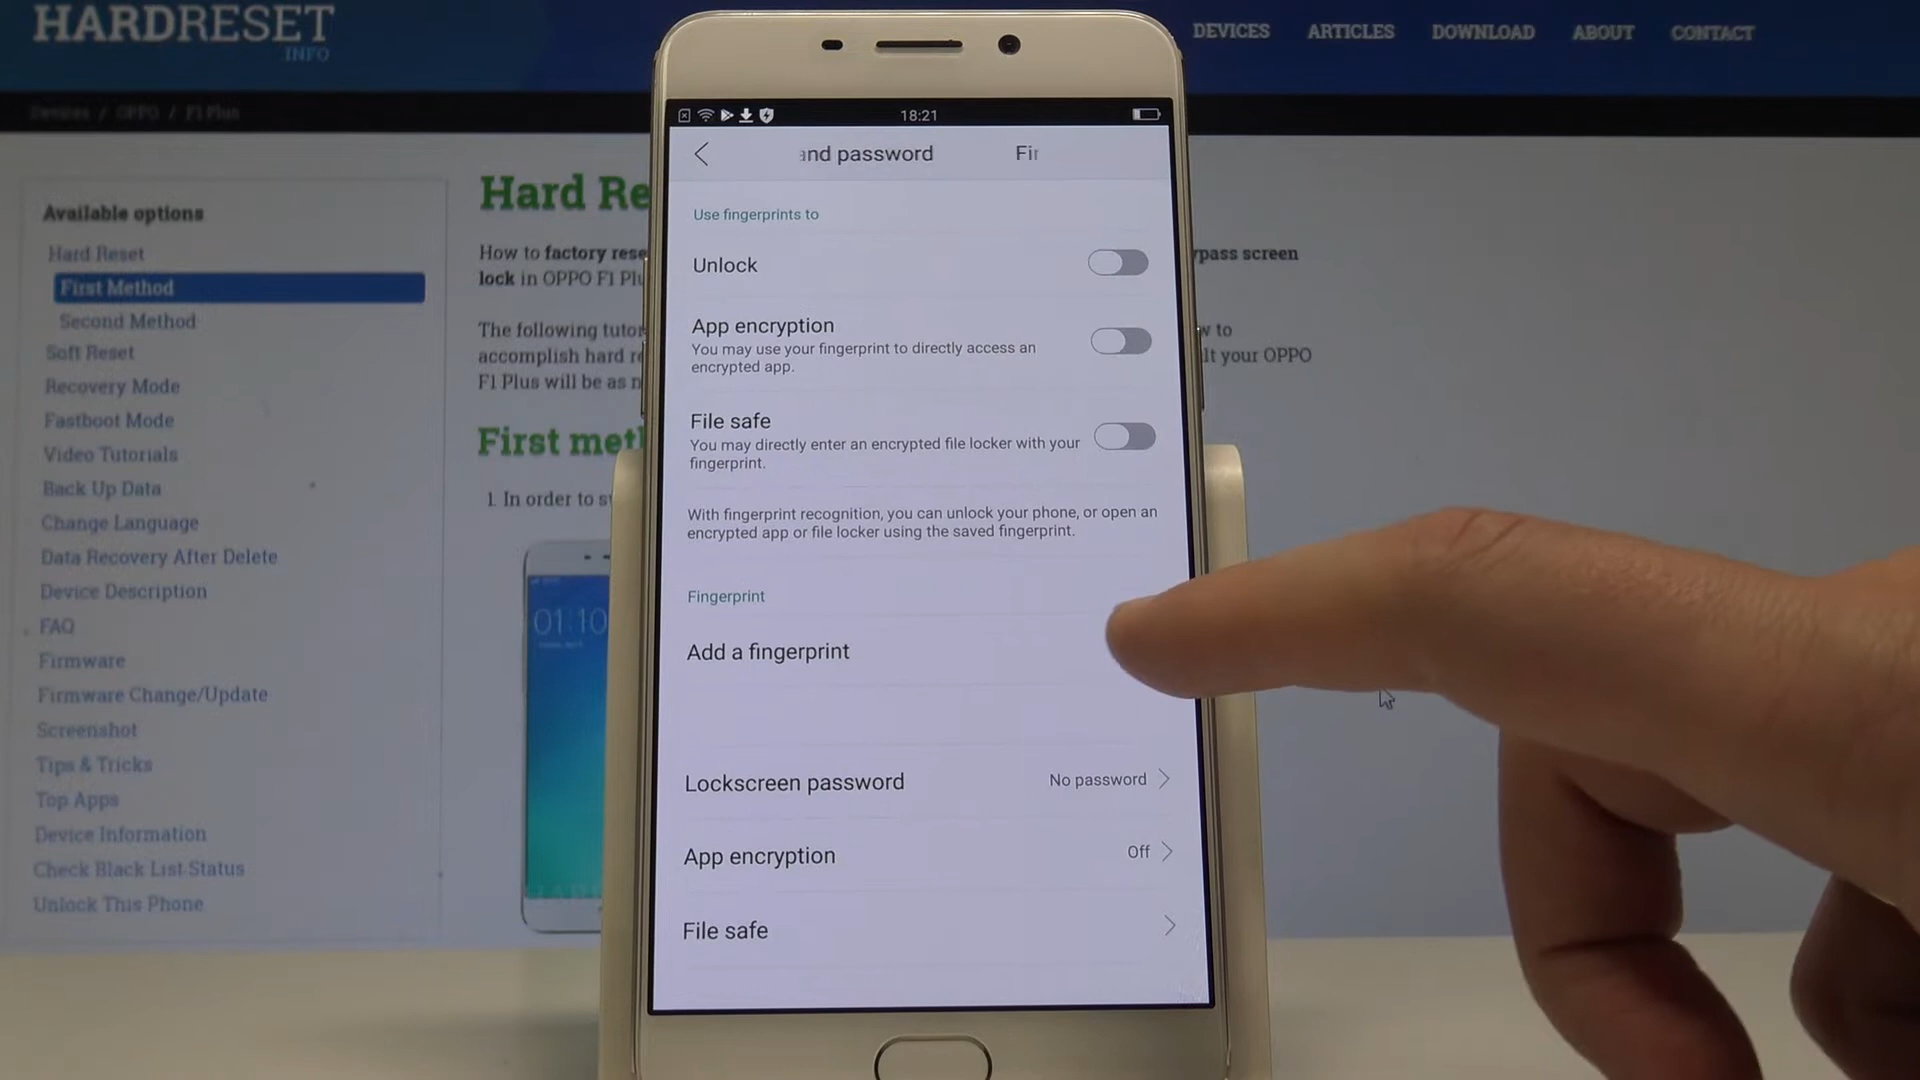 HARDRESET
.INFO
DEVICES ARTICLES DOWNLOAD ABOUT CONTACT
Devices / OPPO / F1 Plus
Available options
Hard Reset
First Method
Second Method
Soft Reset
Recovery Mode
Fastboot Mode
Video Tutorials
Back Up Data
Change Language
Data Recovery After Delete
Device Description
FAQ
Firmware
Firmware Change/Update
Screenshot
Tips & Tricks
Top Apps
Device Information
Check Black List Status
Unlock This Phone
Hard Re
How to factory rese
ypass screen
lock in OPPO F1 Plu
The following tutor
w to
accomplish hard re
lt your OPPO
F1 Plus will be as n
First met
1. In order to s
01:10
18:21
and password Fir
Use fingerprints to
Unlock
App encryption
You may use your fingerprint to directly access an
encrypted app.
File safe
You may directly enter an encrypted file locker with your
fingerprint.
With fingerprint recognition, you can unlock your phone, or open an
encrypted app or file locker using the saved fingerprint.
Fingerprint
Add a fingerprint
Lockscreen password No password
App encryption Off
File safe